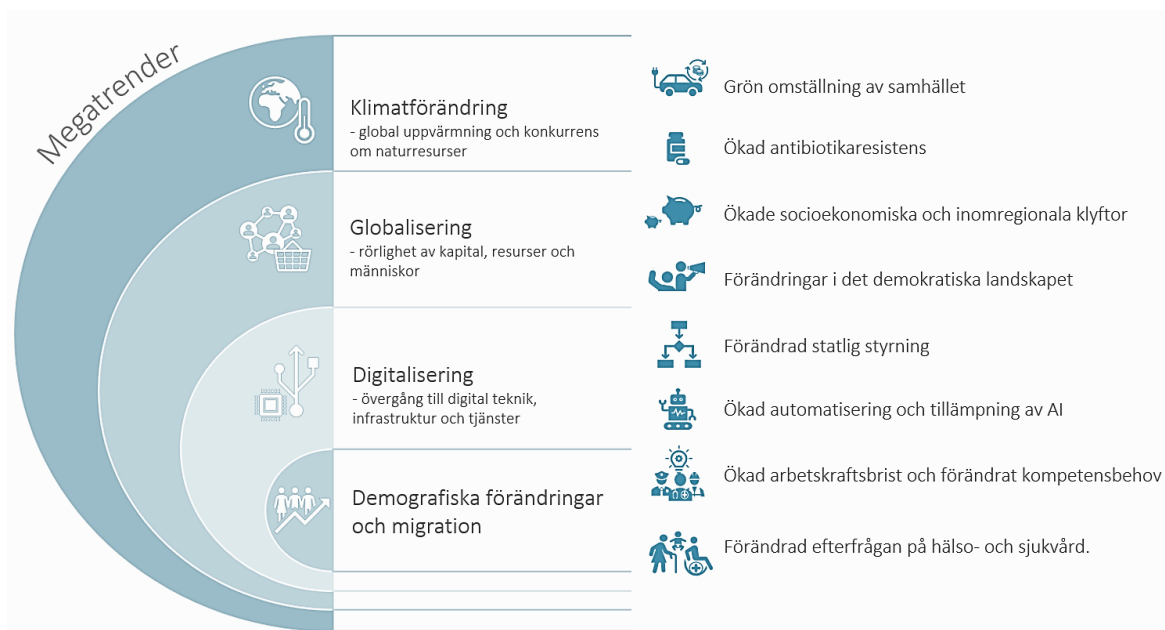 Megatrender
Klimatförändring
- global uppvärmning och konkurrens
om naturresurser
Globalisering
- rörlighet av kapital, resurser och
människor
Digitalisering
- övergång till digital teknik,
infrastruktur och tjänster
Demografiska förändringar
och migration
Grön omställning av samhället
Ökad antibiotikaresistens
Ökade socioekonomiska och inomregionala klyftor
Förändringar i det demokratiska landskapet
Förändrad statlig styrning
Ökad automatisering och tillämpning av AI
Ökad arbetskraftsbrist och förändrat kompetensbehov
Förändrad efterfrågan på hälso- och sjukvård.